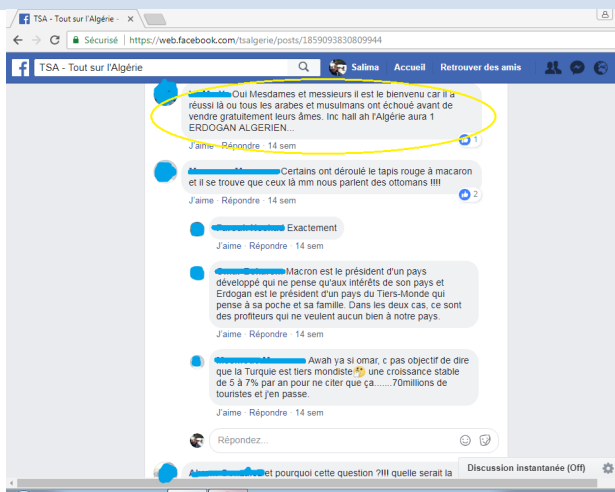 TSA - Tout sur l'Algérie -
Sécurisé | https://web.facebook.com/tsalgerie/posts/1859093830809944
TSA - Tout sur l'Algérie
Salima Accueil Retrouver des amis
Oui Mesdames et messieurs il est le bienvenu car il a
réussi là ou tous les arabes et musulmans ont échoué avant de
vendre gratuitement leurs âmes. Inc hall ah l'Algérie aura 1
ERDOGAN ALGERIEN...
1
J'aime · Répondre · 14 sem
Certains ont déroulé le tapis rouge à macaron
et il se trouve que ceux là mm nous parlent des ottomans !!!!
2
J'aime · Répondre · 14 sem
Exactement
J'aime · Répondre · 14 sem
Macron est le président d'un pays
développé qui ne pense qu'aux intérêts de son pays et
Erdogan est le président d'un pays du Tiers-Monde qui
pense à sa poche et sa famille. Dans les deux cas, ce sont
des profiteurs qui ne veulent aucun bien à notre pays.
J'aime · Répondre · 14 sem
Awah ya si omar, c pas objectif de dire
que la Turquie est tiers mondiste🤔 une croissance stable
de 5 à 7% par an pour ne citer que ça.......70millions de
touristes et j'en passe.
J'aime · Répondre · 14 sem
Répondez...
et pourquoi cette question ?!!! quelle serait la
Discussion instantanée (Off)